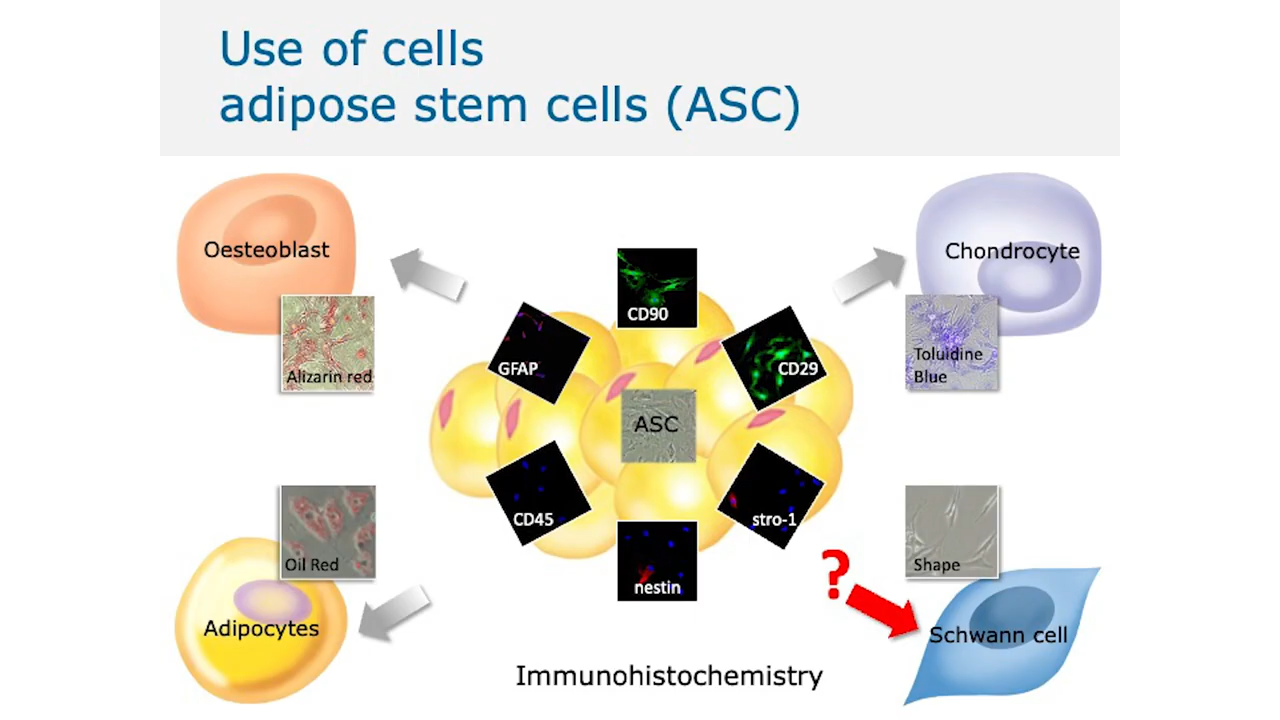 Use of cells
adipose stem cells (ASC)
Oesteoblast
Chondrocyte
CD90
GFAP
CD29
Alizarin red
Toluidine
Blue
ASC
CD45
stro-1
Oil Red
Shape
nestin
?
Adipocytes
Schwann cell
Immunohistochemistry